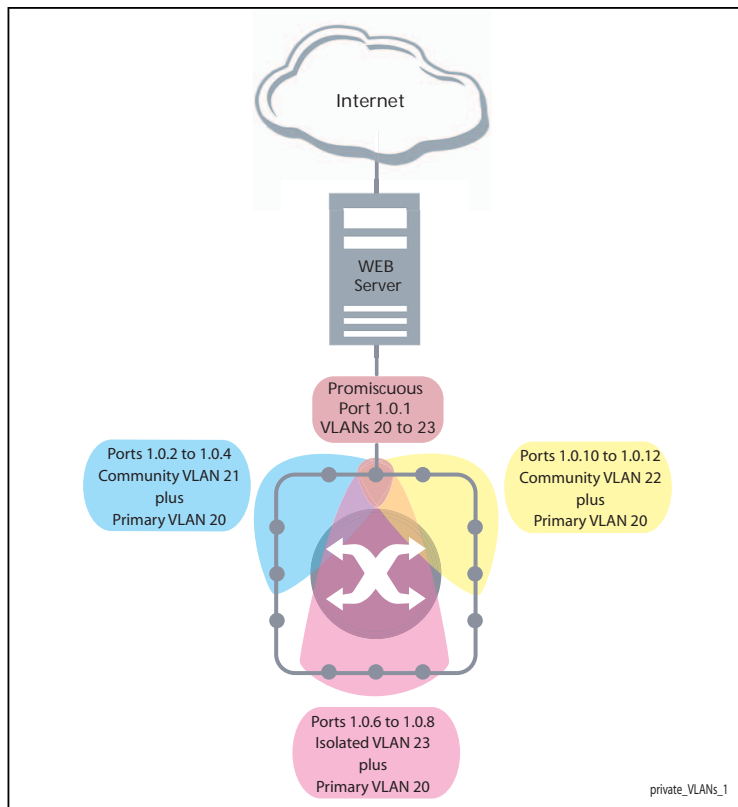 Internet
WEB
Server
Promiscuous
Port 1.0.1
VLANs 20 to 23
Ports 1.0.2 to 1.0.4
Community VLAN 21
plus
Primary VLAN 20
Ports 1.0.10 to 1.0.12
Community VLAN 22
plus
Primary VLAN 20
Ports 1.0.6 to 1.0.8
Isolated VLAN 23
plus
Primary VLAN 20
private_VLANs_1